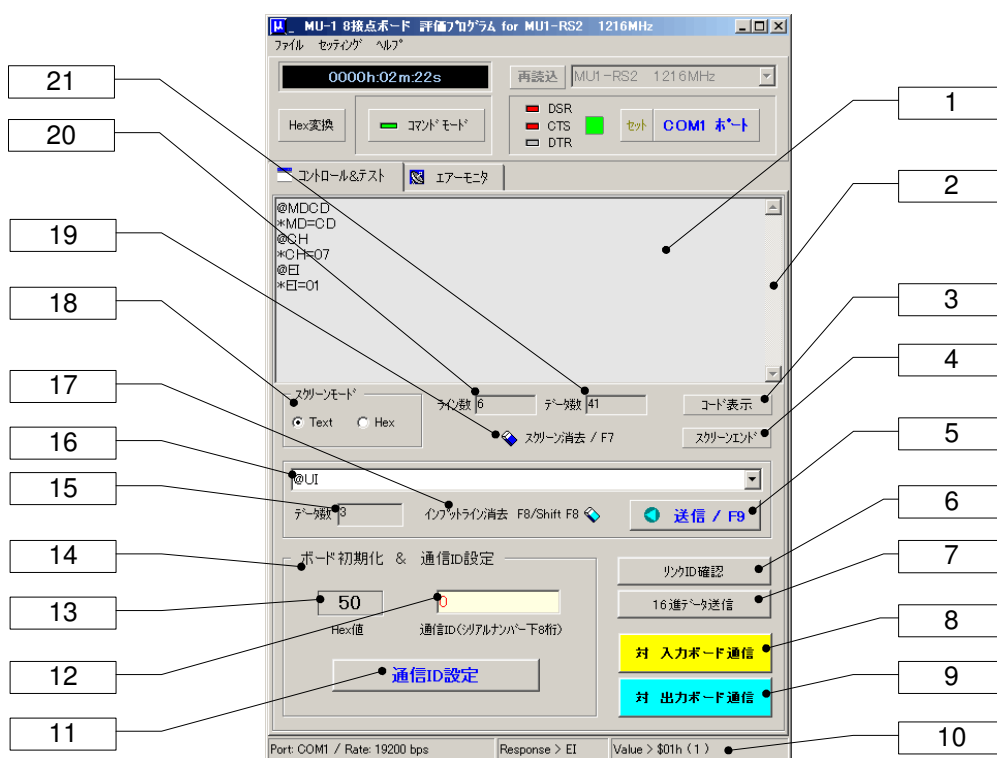 MU-1 8接点ボード 評価プログラム for MU1-RS2 1216MHz
ファイル セッティング ヘルプ
0000h:02m:22s
再読込
MU1-RS2 1216MHz
Hex変換
コマンドモード
DSR
CTS
DTR
セット
COM1 ポート
コントロール&テスト
エアーモニタ
@MDCD
*MD=CD
@CH
*CH=07
@EI
*EI=01
スクリーンモード
Text
Hex
ライン数 6
データ数 41
コード表示
スクリーン消去 / F7
スクリーンエンド
@UI
データ数 3
インプットライン消去 F8/Shift F8
送信 / F9
ボード初期化 & 通信ID設定
50
0
Hex値
通信ID(シリアルナンバー下8桁)
通信ID設定
リンクID確認
16進データ送信
対 入力ボード通信
対 出力ボード通信
Port: COM1 / Rate: 19200 bps
Response > EI
Value > $01h ( 1 )
21
20
19
18
17
16
15
14
13
12
11
1
2
3
4
5
6
7
8
9
10